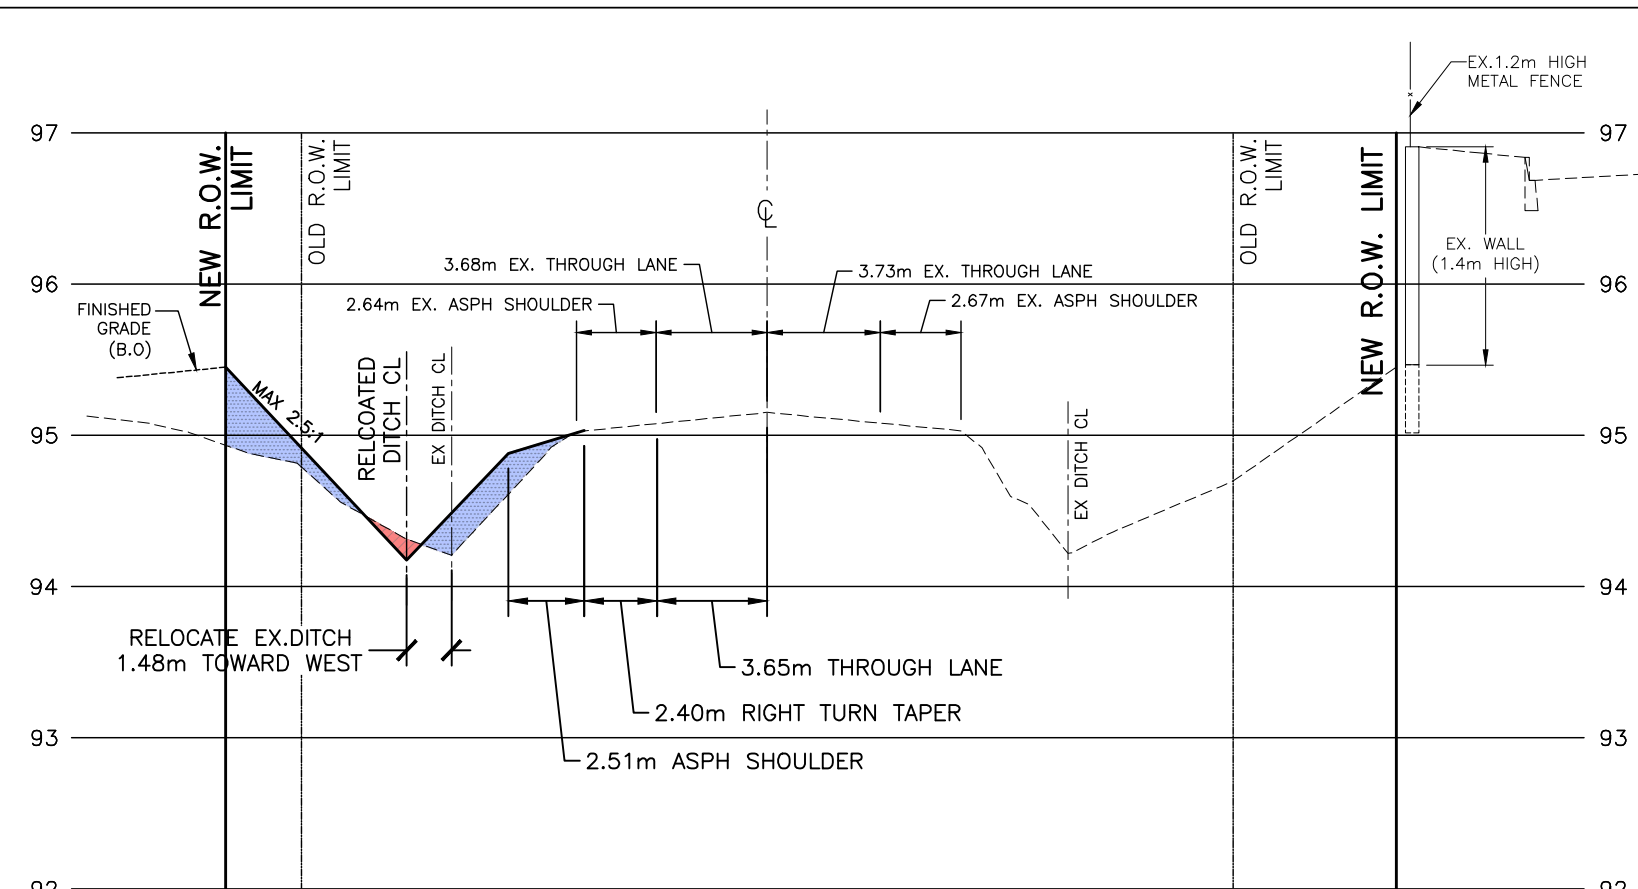 EX.1.2m HIGH
METAL FENCE
97
97
NEW R.O.W.
LIMIT
OLD R.O.W.
LIMIT
℄
OLD R.O.W.
LIMIT
NEW R.O.W. LIMIT
EX. WALL
(1.4m HIGH)
3.68m EX. THROUGH LANE
3.73m EX. THROUGH LANE
96
96
2.64m EX. ASPH SHOULDER
2.67m EX. ASPH SHOULDER
FINISHED
GRADE
(B.O)
MAX 2.5:1
RELCOATED
DITCH CL
EX DITCH CL
EX DITCH CL
95
95
94
94
RELOCATE EX.DITCH
1.48m TOWARD WEST
3.65m THROUGH LANE
2.40m RIGHT TURN TAPER
93
93
2.51m ASPH SHOULDER
92
92